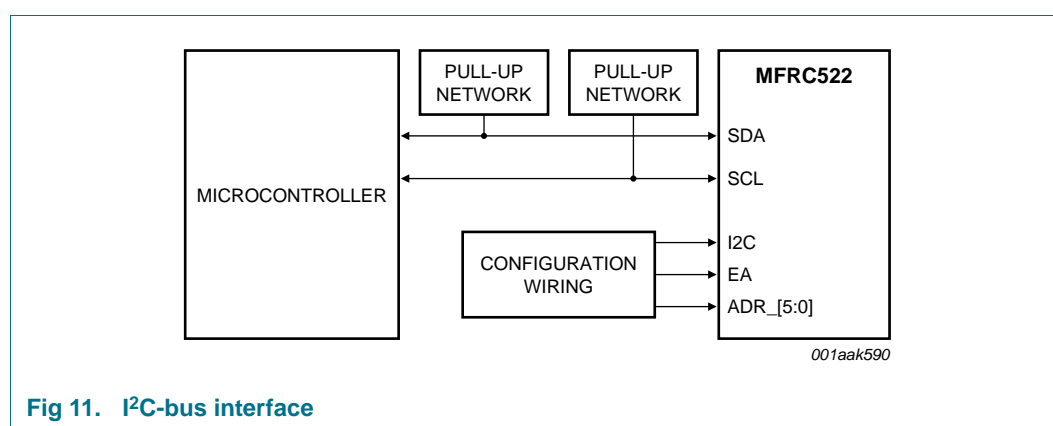 PULL-UP
NETWORK
PULL-UP
NETWORK
MFRC522
SDA
SCL
MICROCONTROLLER
I2C
CONFIGURATION
WIRING
EA
ADR_[5:0]
001aak590
Fig 11. I²C-bus interface